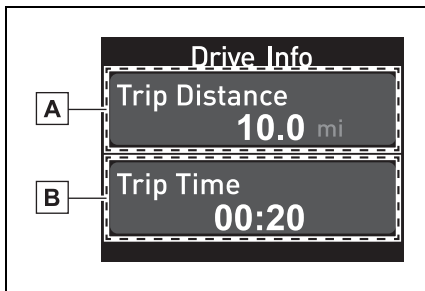 Drive Info
A
Trip Distance
10.0 mi
B
Trip Time
00:20